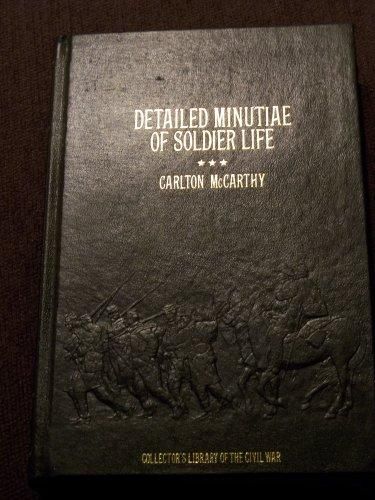 DETAILED MINUTIAE
OF SOLDIER LIFE
★★★
CARLTON McCARTHY
COLLECTOR'S LIBRARY OF THE CIVIL WAR